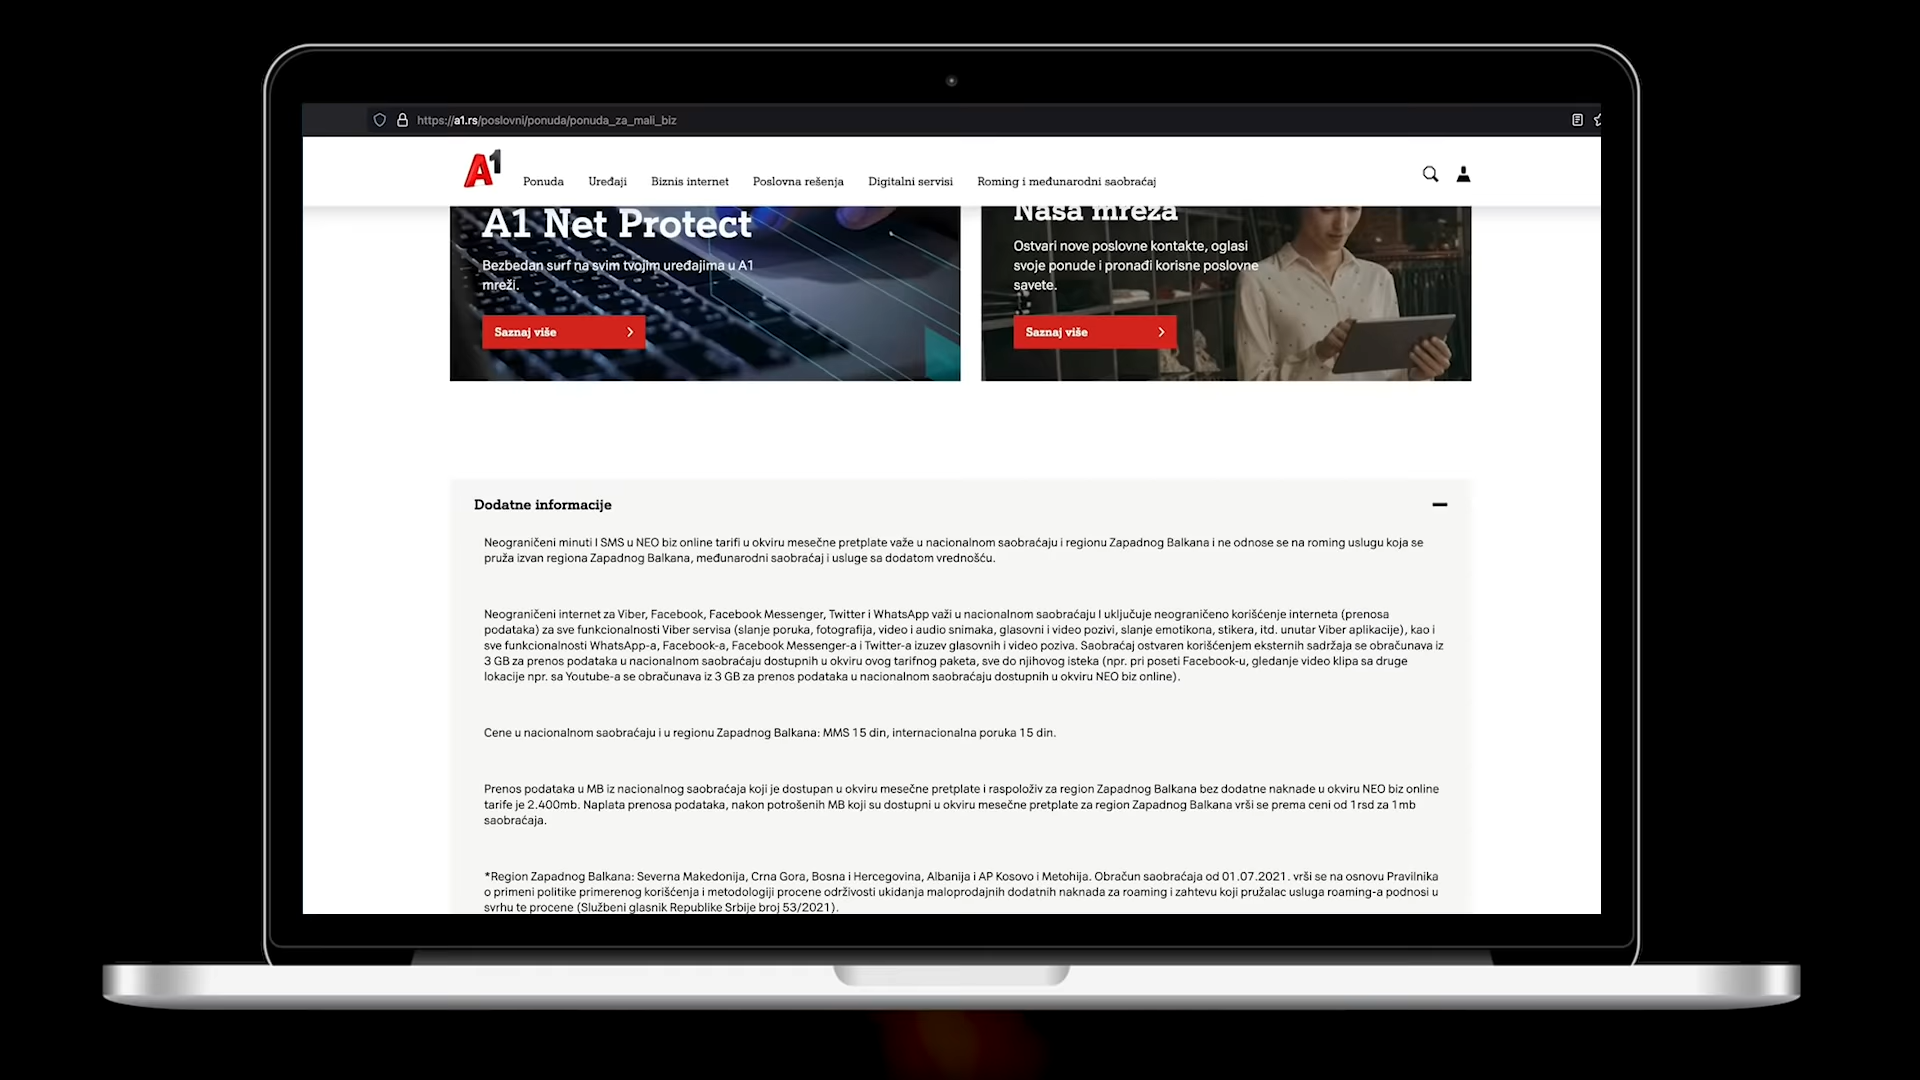 https://a1.rs/poslovni/ponuda/ponuda_za_mali_biz
A1
Ponuda
Uređaji
Biznis internet
Poslovna rešenja
Digitalni servisi
Roming i međunarodni saobraćaj
A1 Net Protect
Bezbedan surf na svim tvojim uređajima u A1
mreži.
Saznaj više
Naša mreža
Ostvari nove poslovne kontakte, oglasi
svoje ponude i pronađi korisne poslovne
savete.
Saznaj više
Dodatne informacije
Neograničeni minuti I SMS u NEO biz online tarifi u okviru mesečne pretplate važe u nacionalnom saobraćaju i regionu Zapadnog Balkana i ne odnose se na roming uslugu koja se
pruža izvan regiona Zapadnog Balkana, međunarodni saobraćaj i usluge sa dodatom vrednošću.
Neograničeni internet za Viber, Facebook, Facebook Messenger, Twitter i WhatsApp važi u nacionalnom saobraćaju I uključuje neograničeno korišćenje interneta (prenosa
podataka) za sve funkcionalnosti Viber servisa (slanje poruka, fotografija, video i audio snimaka, glasovni i video pozivi, slanje emotikona, stikera, itd. unutar Viber aplikacije), kao i
sve funkcionalnosti WhatsApp-a, Facebook-a, Facebook Messenger-a i Twitter-a izuzev glasovnih i video poziva. Saobraćaj ostvaren korišćenjem eksternih sadržaja se obračunava iz
3 GB za prenos podataka u nacionalnom saobraćaju dostupnih u okviru ovog tarifnog paketa, sve do njihovog isteka (npr. pri poseti Facebook-u, gledanje video klipa sa druge
lokacije npr. sa Youtube-a se obračunava iz 3 GB za prenos podataka u nacionalnom saobraćaju dostupnih u okviru NEO biz online).
Cene u nacionalnom saobraćaju i u regionu Zapadnog Balkana: MMS 15 din, internacionalna poruka 15 din.
Prenos podataka u MB iz nacionalnog saobraćaja koji je dostupan u okviru mesečne pretplate i raspoloživ za region Zapadnog Balkana bez dodatne naknade u okviru NEO biz online
tarife je 2.400mb. Naplata prenosa podataka, nakon potrošenih MB koji su dostupni u okviru mesečne pretplate za region Zapadnog Balkana vrši se prema ceni od 1rsd za 1mb
saobraćaja.
*Region Zapadnog Balkana: Severna Makedonija, Crna Gora, Bosna i Hercegovina, Albanija i AP Kosovo i Metohija. Obračun saobraćaja od 01.07.2021. vrši se na osnovu Pravilnika
o primeni politike primerenog korišćenja i metodologiji procene održivosti ukidanja maloprodajnih dodatnih naknada za roaming i zahtevu koji pružalac usluga roaming-a podnosi u
svrhu te procene (Službeni glasnik Republike Srbije broj 53/2021).